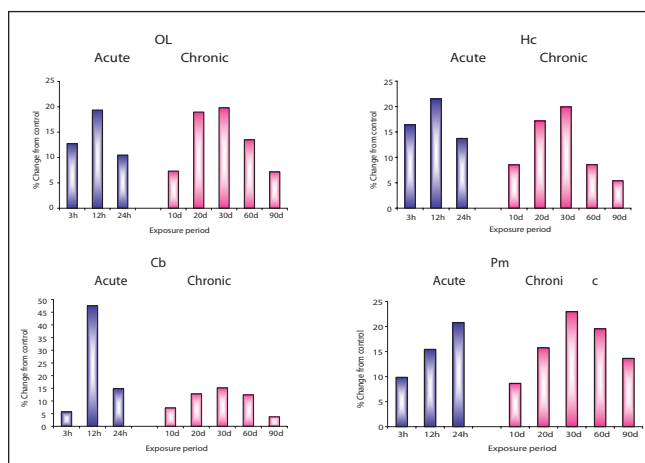 OL
Acute Chronic
% Change from control
25
20
15
10
5
0
3h 12h 24h 10d 20d 30d 60d 90d
Exposure period
Hc
Acute Chronic
% Change from control
25
20
15
10
5
0
3h 12h 24h 10d 20d 30d 60d 90d
Exposure period
Cb
Acute Chronic
% Change from control
50
45
40
35
30
25
20
15
10
5
0
3h 12h 24h 10d 20d 30d 60d 90d
Exposure period
Pm
Acute Chroni c
% Change from control
25
20
15
10
5
0
3h 12h 24h 10d 20d 30d 60d 90d
Exposure period